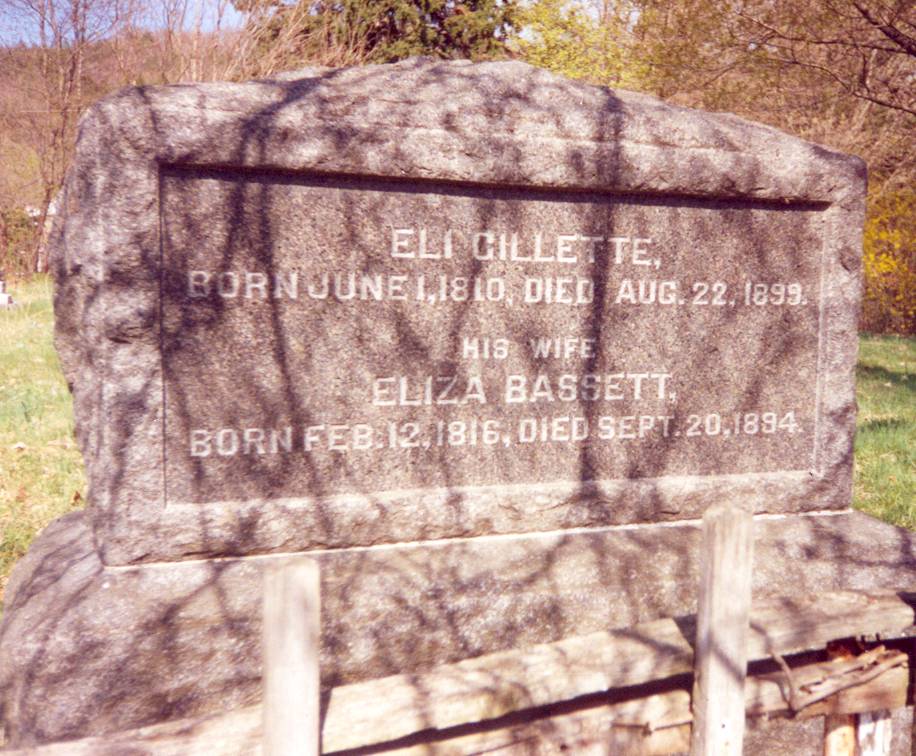 ELI GILLETTE,
BORN JUNE 1, 1810, DIED AUG. 22, 1899.
HIS WIFE
ELIZA BASSETT,
BORN FEB. 12, 1816, DIED SEPT. 20, 1894.